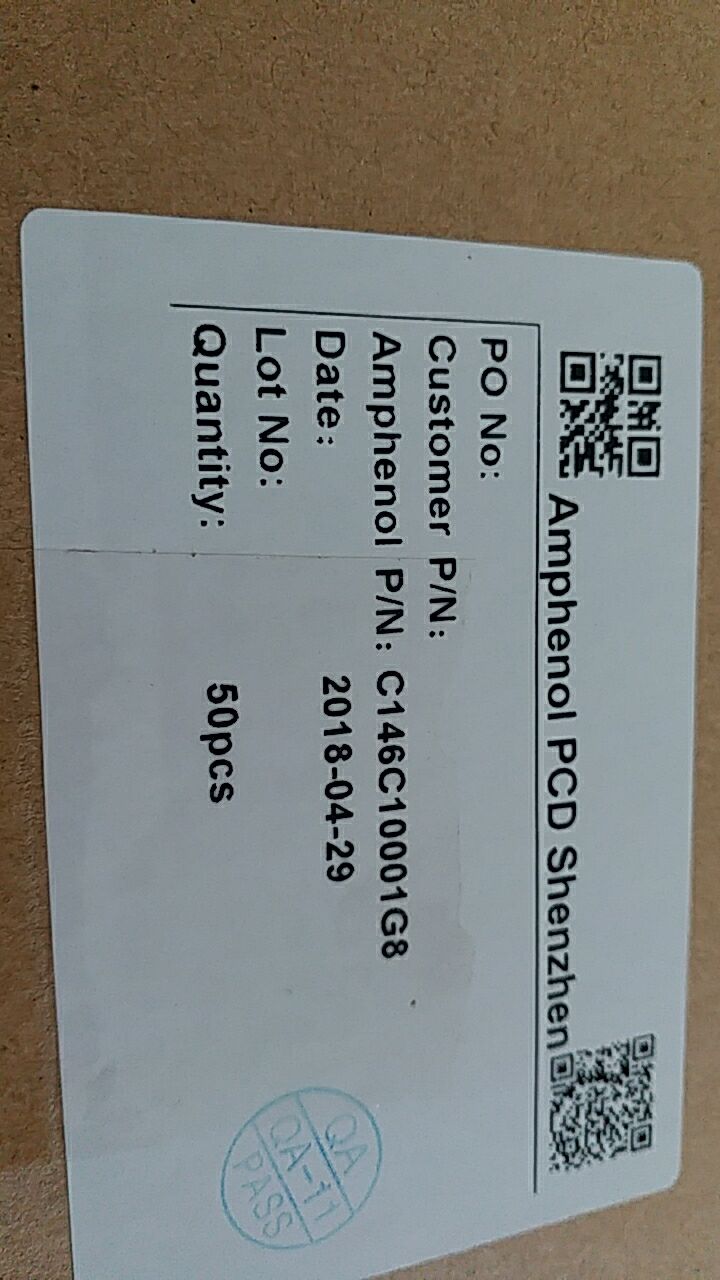 Amphenol PCD Shenzhen
PO No:
Customer P/N:
Amphenol P/N: C146C10001G8
Date: 2018-04-29
Lot No:
Quantity: 50pcs
QA
QA-11
PASS